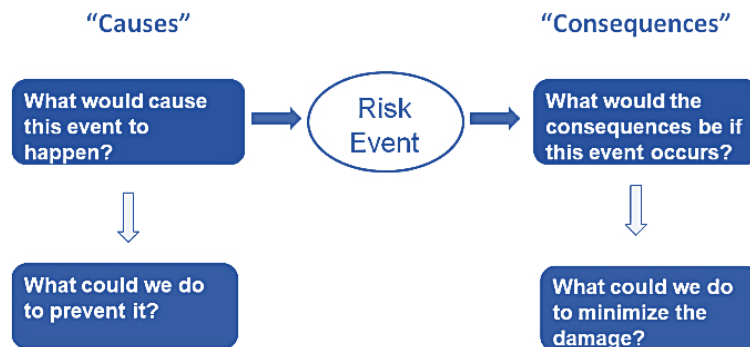 “Causes”
“Consequences”
What would cause
this event to
happen?
Risk
Event
What would the
consequences be if
this event occurs?
What could we do
to prevent it?
What could we do
to minimize the
damage?